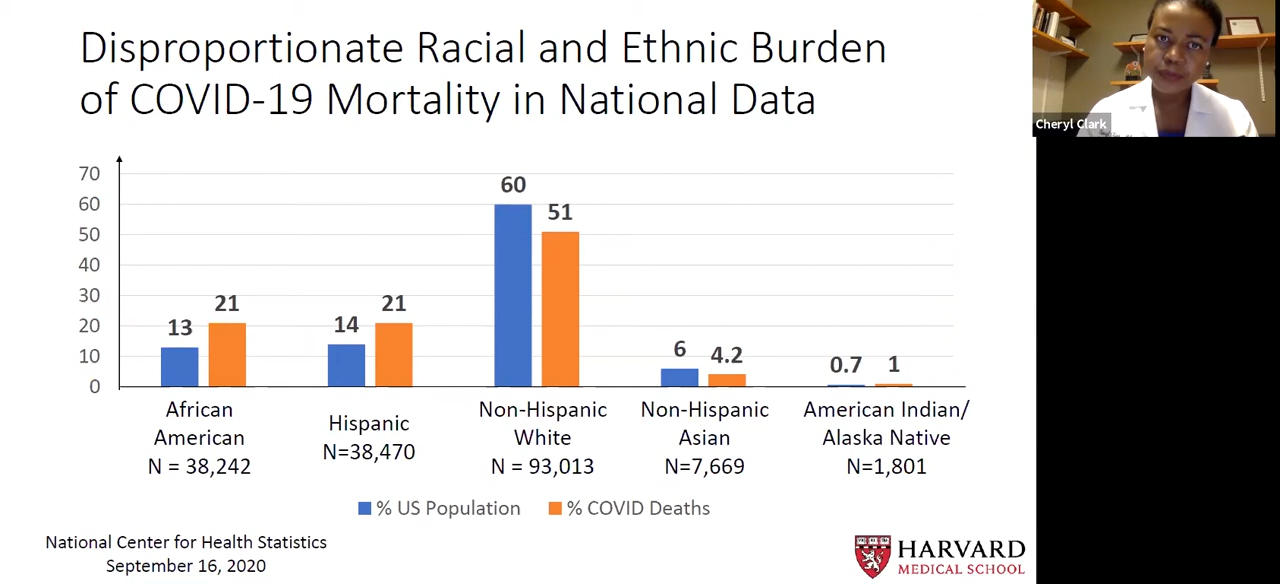 Disproportionate Racial and Ethnic Burden
of COVID-19 Mortality in National Data
Cheryl Clark
70
60
50
40
30
20
10
0
13
21
14
21
60
51
6
4.2
0.7
1
African
American
N = 38,242
Hispanic
N=38,470
Non-Hispanic
White
N = 93,013
Non-Hispanic
Asian
N=7,669
American Indian/
Alaska Native
N=1,801
% US Population
% COVID Deaths
National Center for Health Statistics
September 16, 2020
HARVARD
MEDICAL SCHOOL